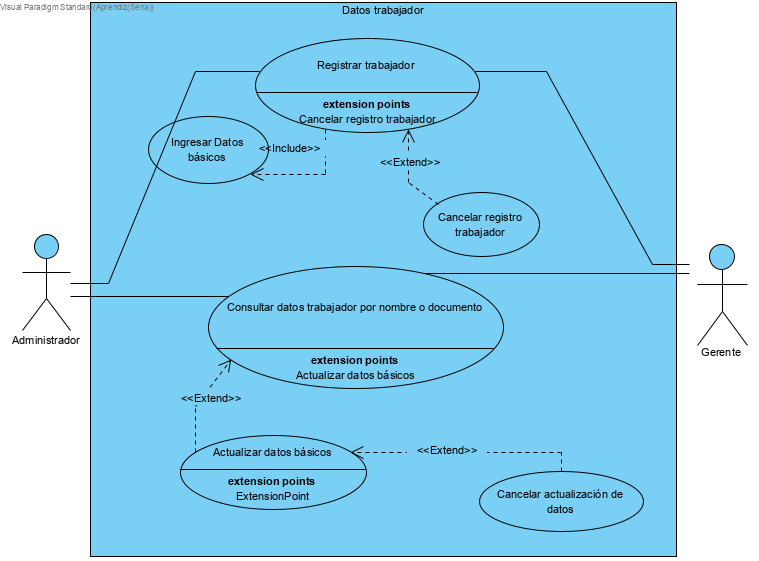 Visual Paradigm Standard(Aprendiz(Sena))
Datos trabajador
Registrar trabajador
extension points
Cancelar registro trabajador
Ingresar Datos
básicos
<<Include>>
<<Extend>>
Cancelar registro
trabajador
Administrador
Gerente
Consultar datos trabajador por nombre o documento
extension points
Actualizar datos básicos
<<Extend>>
Actualizar datos básicos
extension points
ExtensionPoint
<<Extend>>
Cancelar actualización de
datos